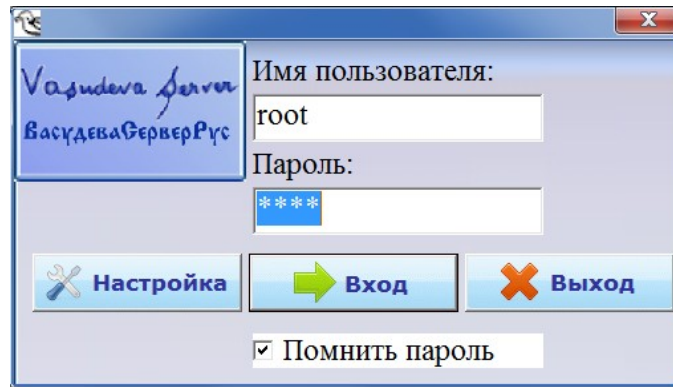 Имя пользователя:
Vasudeva Server
root
ВасудеваСерверРус
Пароль:
****
Настройка
Вход
Выход
Помнить пароль